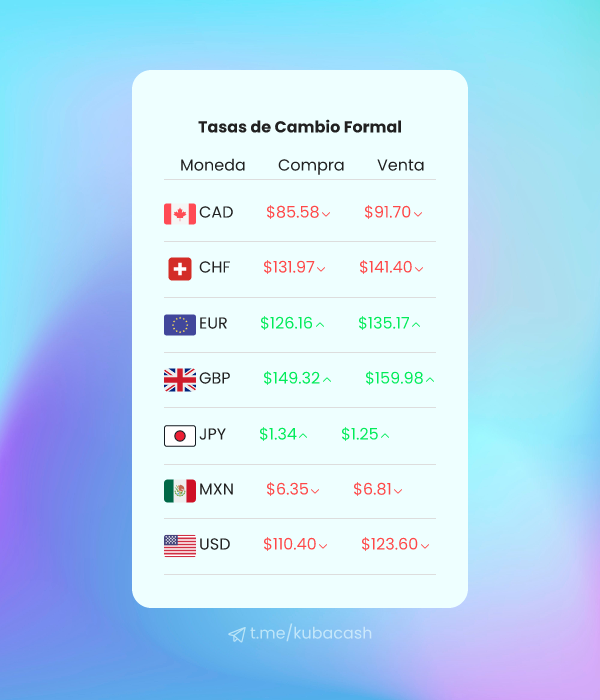 Tasas de Cambio Formal
Moneda Compra Venta
CAD $85.58 $91.70
CHF $131.97 $141.40
EUR $126.16 $135.17
GBP $149.32 $159.98
JPY $1.34 $1.25
MXN $6.35 $6.81
USD $110.40 $123.60
t.me/kubacash